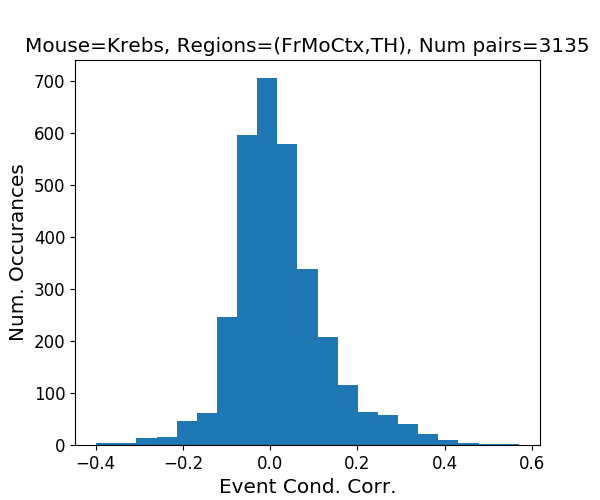 Mouse=Krebs, Regions=(FrMoCtx,TH), Num pairs=3135
Num. Occurances
700
600
500
400
300
200
100
0
−0.4 −0.2 0.0 0.2 0.4 0.6
Event Cond. Corr.